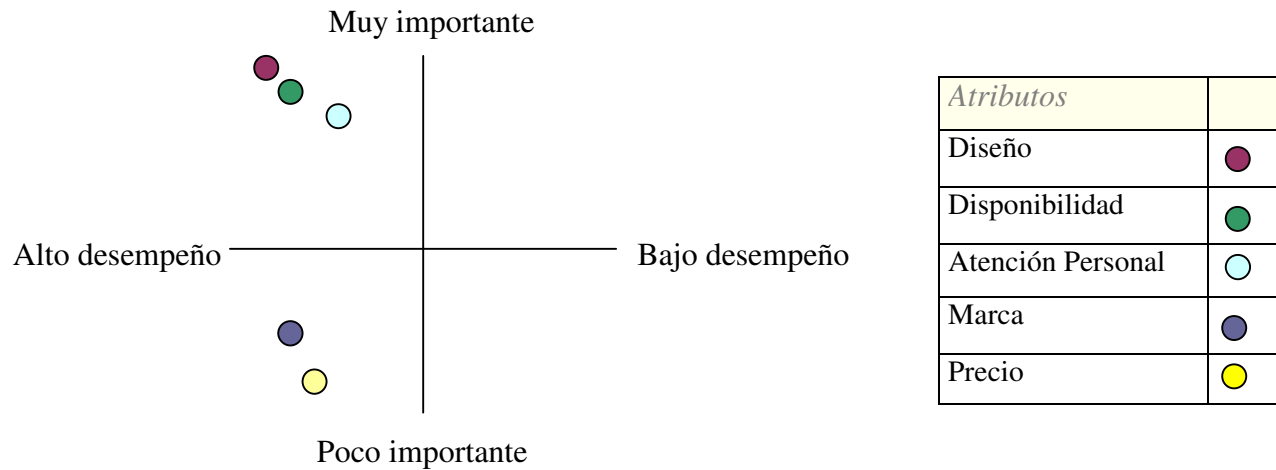 Muy importante
Alto desempeño
Bajo desempeño
Poco importante
Atributos
Diseño
Disponibilidad
Atención Personal
Marca
Precio